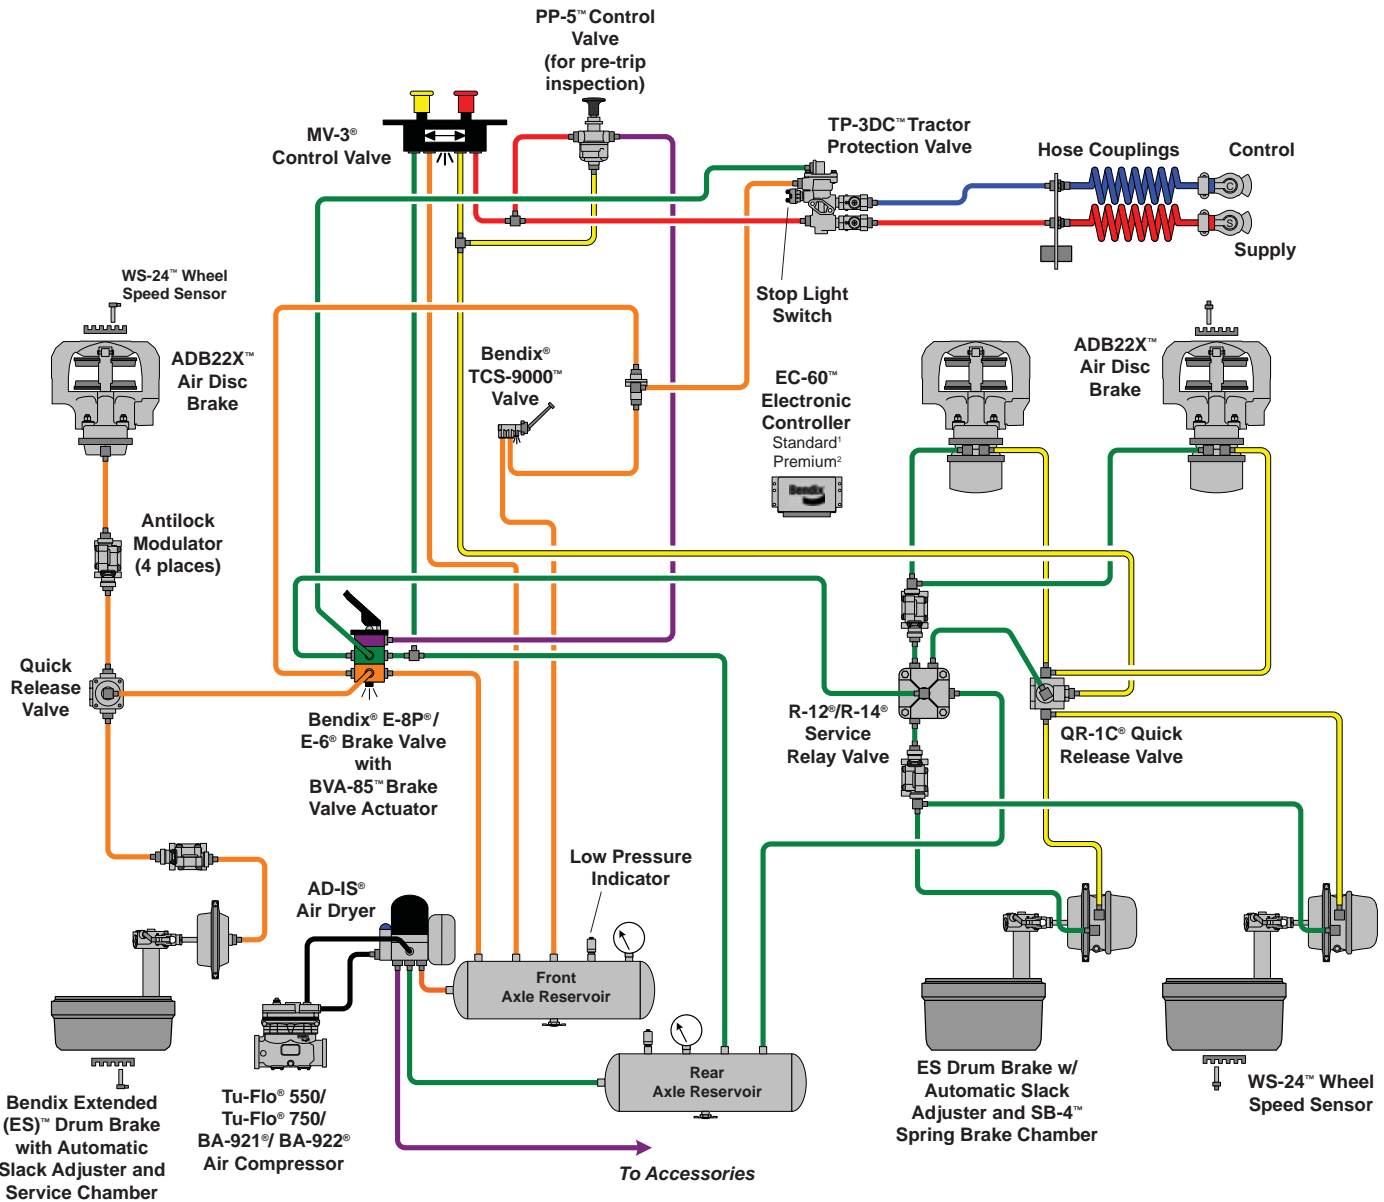 PP-5™ Control
Valve
(for pre-trip
inspection)
MV-3®
Control Valve
TP-3DC™ Tractor
Protection Valve
Hose Couplings
Control
C
C
S
S
Supply
Stop Light
Switch
WS-24™ Wheel
Speed Sensor
ADB22X™
Air Disc
Brake
Bendix®
TCS-9000™
Valve
EC-60™
Electronic
Controller
Standard¹
Premium²
Bendix
ADB22X™
Air Disc
Brake
Antilock
Modulator
(4 places)
Quick
Release
Valve
Bendix® E-8P® /
E-6® Brake Valve
with
BVA-85™ Brake
Valve Actuator
R-12®/R-14®
Service
Relay Valve
QR-1C® Quick
Release Valve
Low Pressure
Indicator
AD-IS®
Air Dryer
Front
Axle Reservoir
Rear
Axle Reservoir
Bendix Extended
(ES)™ Drum Brake
with Automatic
Slack Adjuster and
Service Chamber
Tu-Flo® 550/
Tu-Flo® 750/
BA-921®/ BA-922®
Air Compressor
To Accessories
ES Drum Brake w/
Automatic Slack
Adjuster and SB-4™
Spring Brake Chamber
WS-24™ Wheel
Speed Sensor